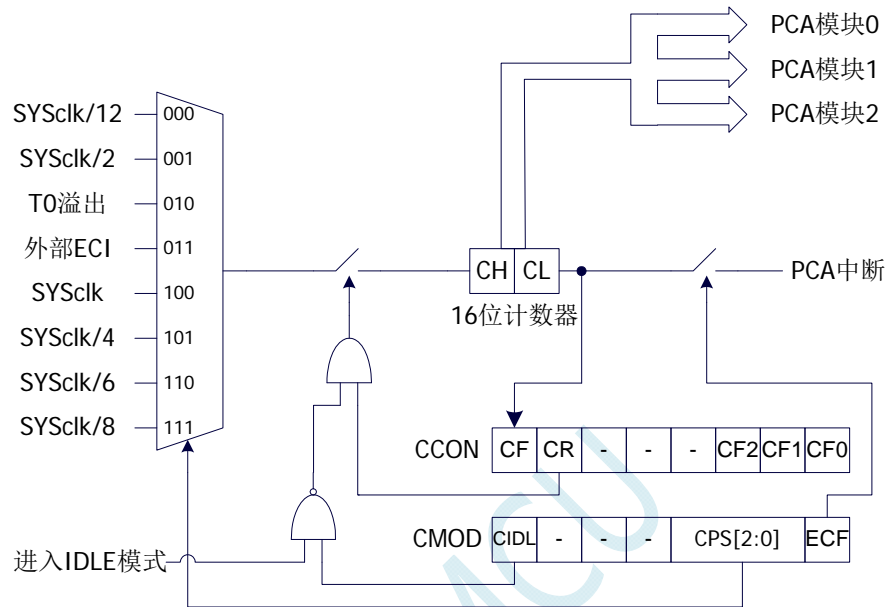 PCA模块0
PCA模块1
PCA模块2
SYSclk/12 000
SYSclk/2 001
T0溢出 010
外部ECI 011
SYSclk 100
SYSclk/4 101
SYSclk/6 110
SYSclk/8 111
CH CL
PCA中断
16位计数器
CCON CF CR - - - CF2 CF1 CF0
CMOD CIDL - - - CPS[2:0] ECF
进入IDLE模式
MCU